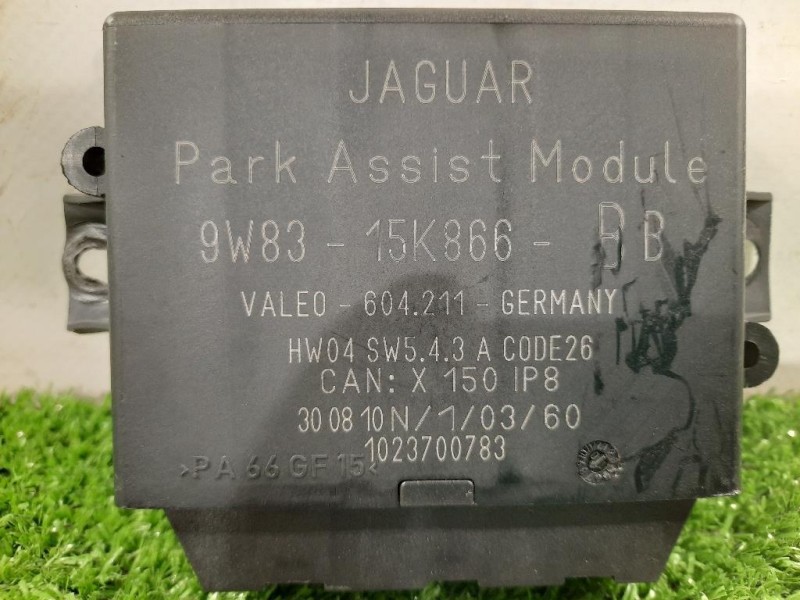 JAGUAR
Park Assist Module
9W83 - 15K866 - B
VALEO - 604.211 - GERMANY
HW04 SW5.4.3 A CODE26
CAN: X 150 IP8
30 08 10 N/1/03/60
1023700783
>PA 66 GF 15<